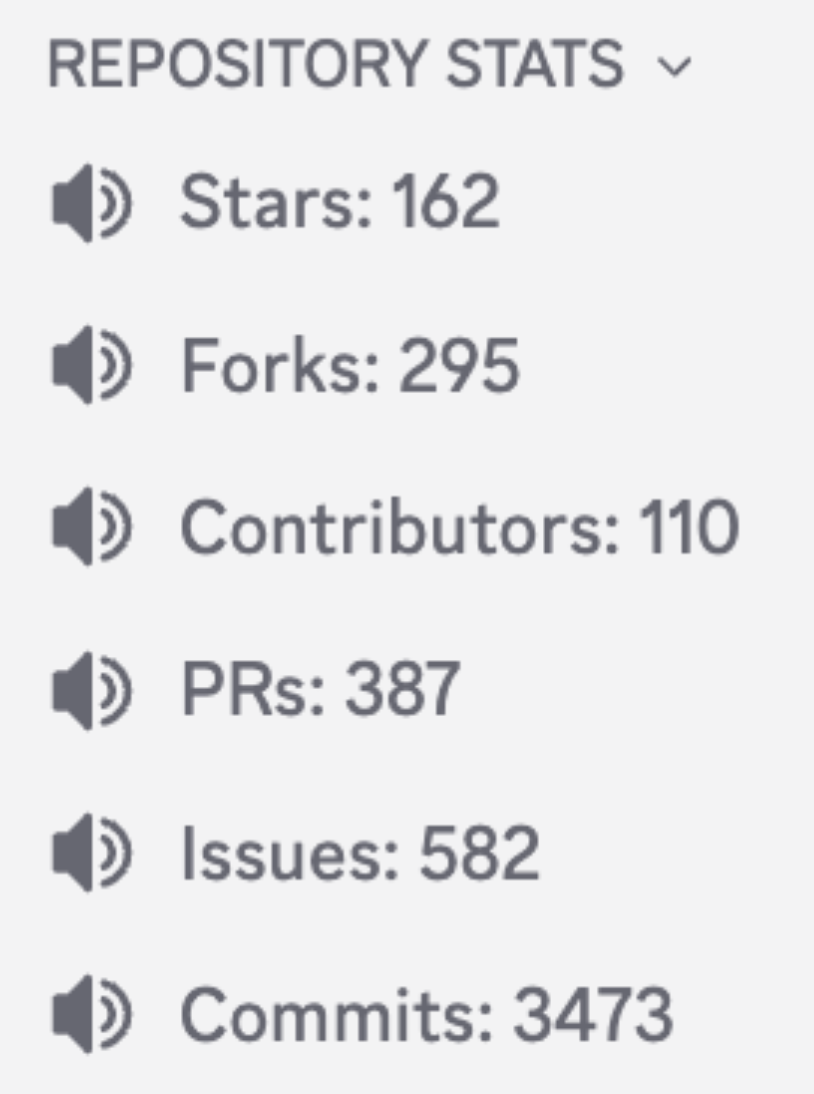 REPOSITORY STATS
Stars: 162
Forks: 295
Contributors: 110
PRs: 387
Issues: 582
Commits: 3473